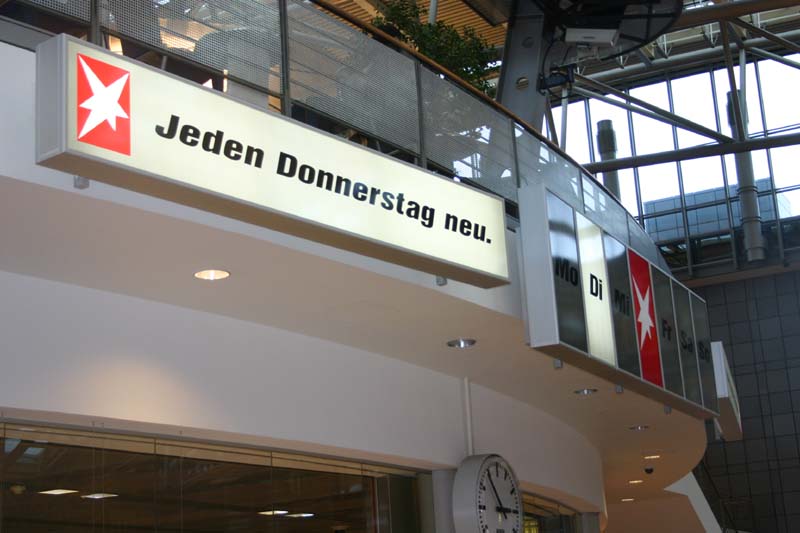 Jeden Donnerstag neu.
Mo Di Mi Fr Sa So